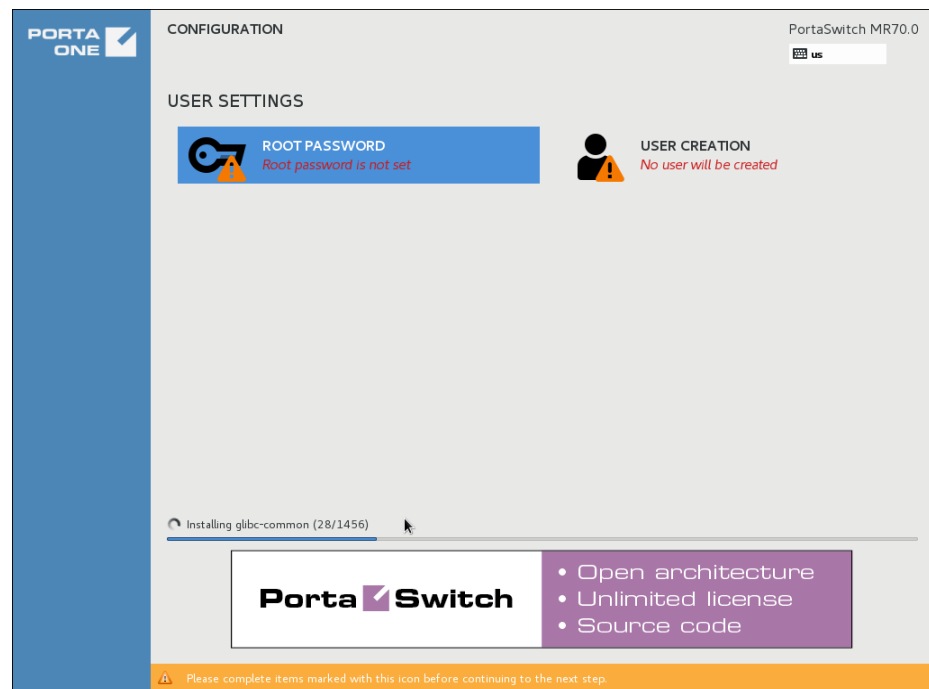 PORTA
ONE
CONFIGURATION
PortaSwitch MR70.0
us
USER SETTINGS
ROOT PASSWORD
Root password is not set
USER CREATION
No user will be created
Installing glibc-common (28/1456)
Porta Switch
• Open architecture
• Unlimited license
• Source code
Please complete items marked with this icon before continuing to the next step.